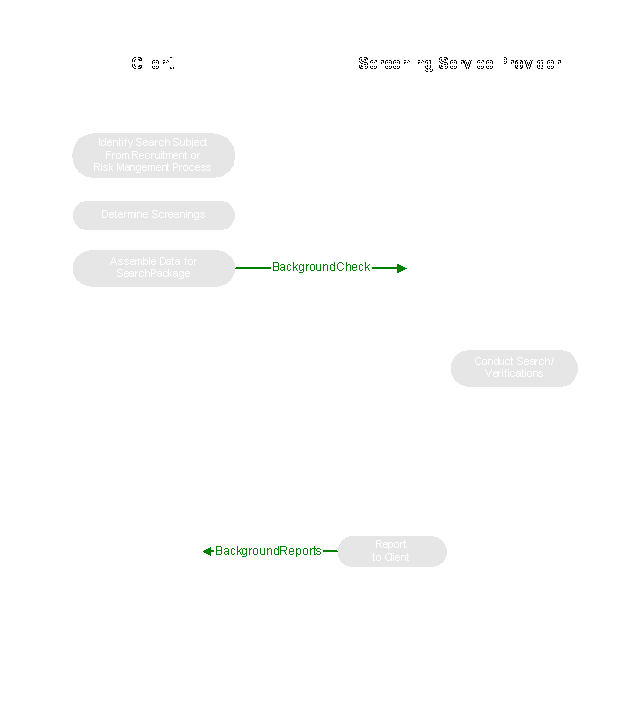 Client
Screening Service Provider
Identify Search Subject
From Recruitment or
Risk Mangement Process
Determine Screenings
Assemble Data for
SearchPackage
BackgroundCheck
Conduct Search/
Verifications
BackgroundReports
Report
to Client